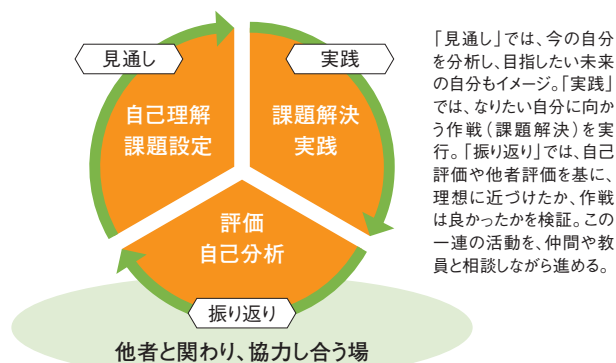 見通し
実践
自己理解
課題設定
課題解決
実践
評価
自己分析
振り返り
他者と関わり、協力し合う場
「見通し」では、今の自分
を分析し、目指したい未来
の自分もイメージ。「実践」
では、なりたい自分に向か
う作戦(課題解決)を実
行。「振り返り」では、自己
評価や他者評価を基に、
理想に近づけたか、作戦
は良かったかを検証。この
一連の活動を、仲間や教
員と相談しながら進める。